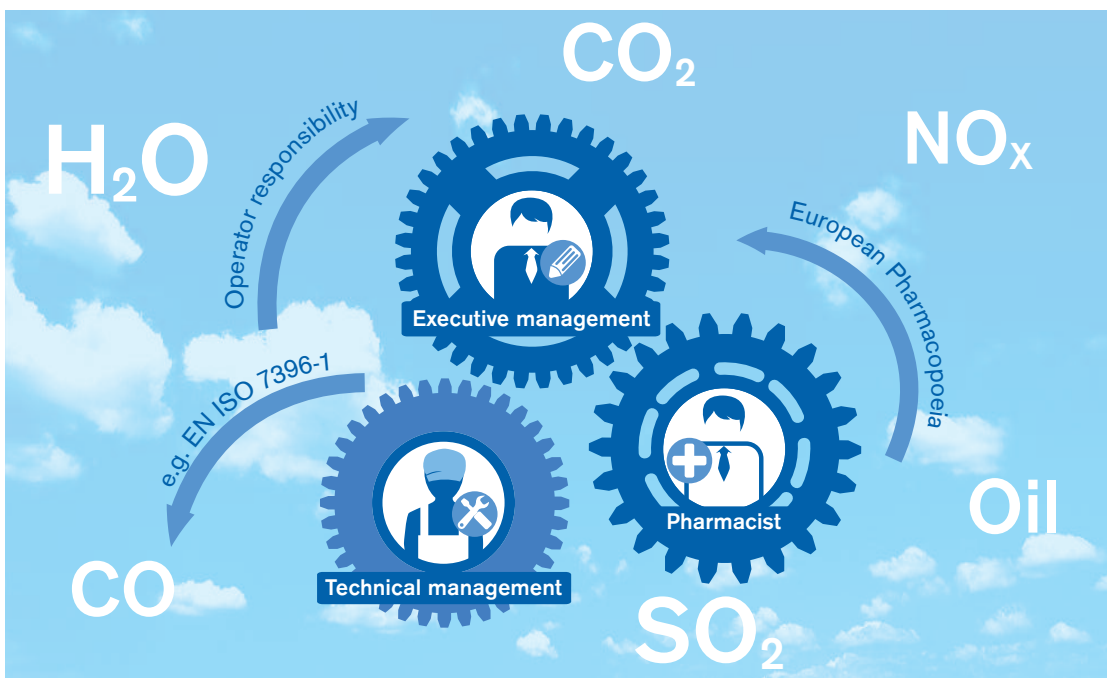 CO₂
H₂O
NOₓ
Operator responsibility
European Pharmacopoeia
Executive management
e.g. EN ISO 7396-1
Pharmacist
Oil
Technical management
CO
SO₂